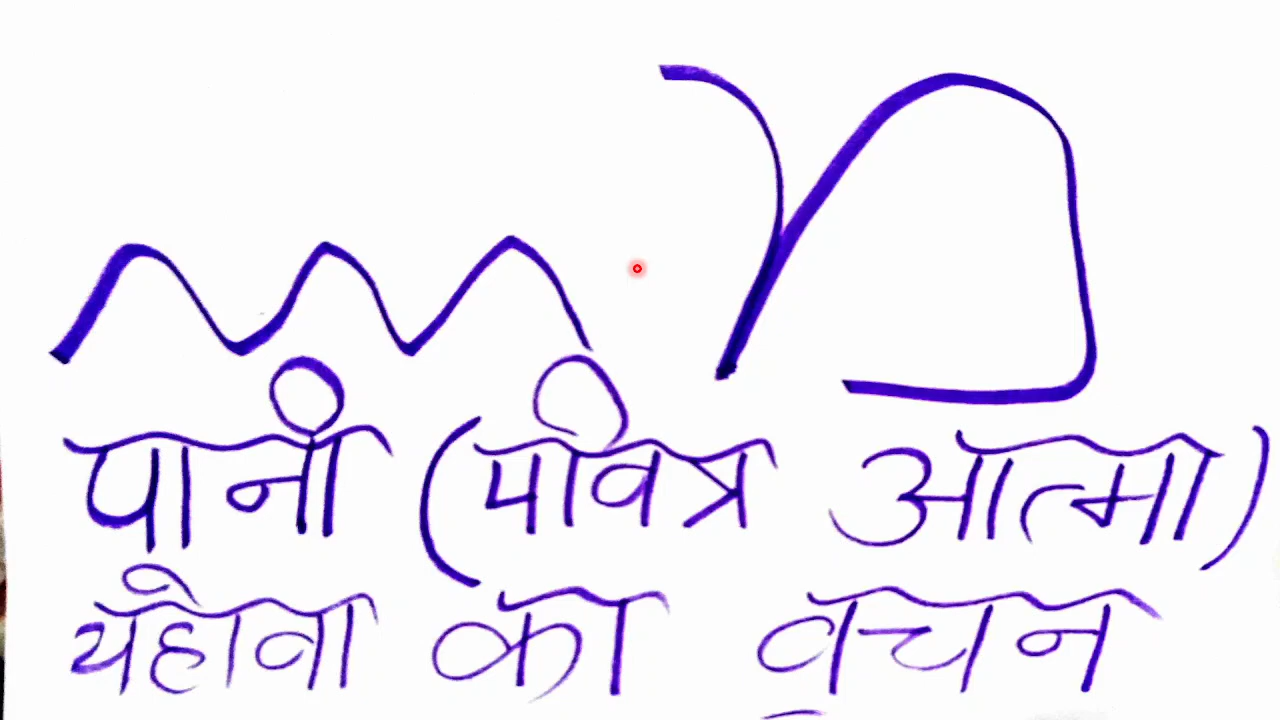 מ
पानी (पवित्र आत्मा)
यहोवा का वचन